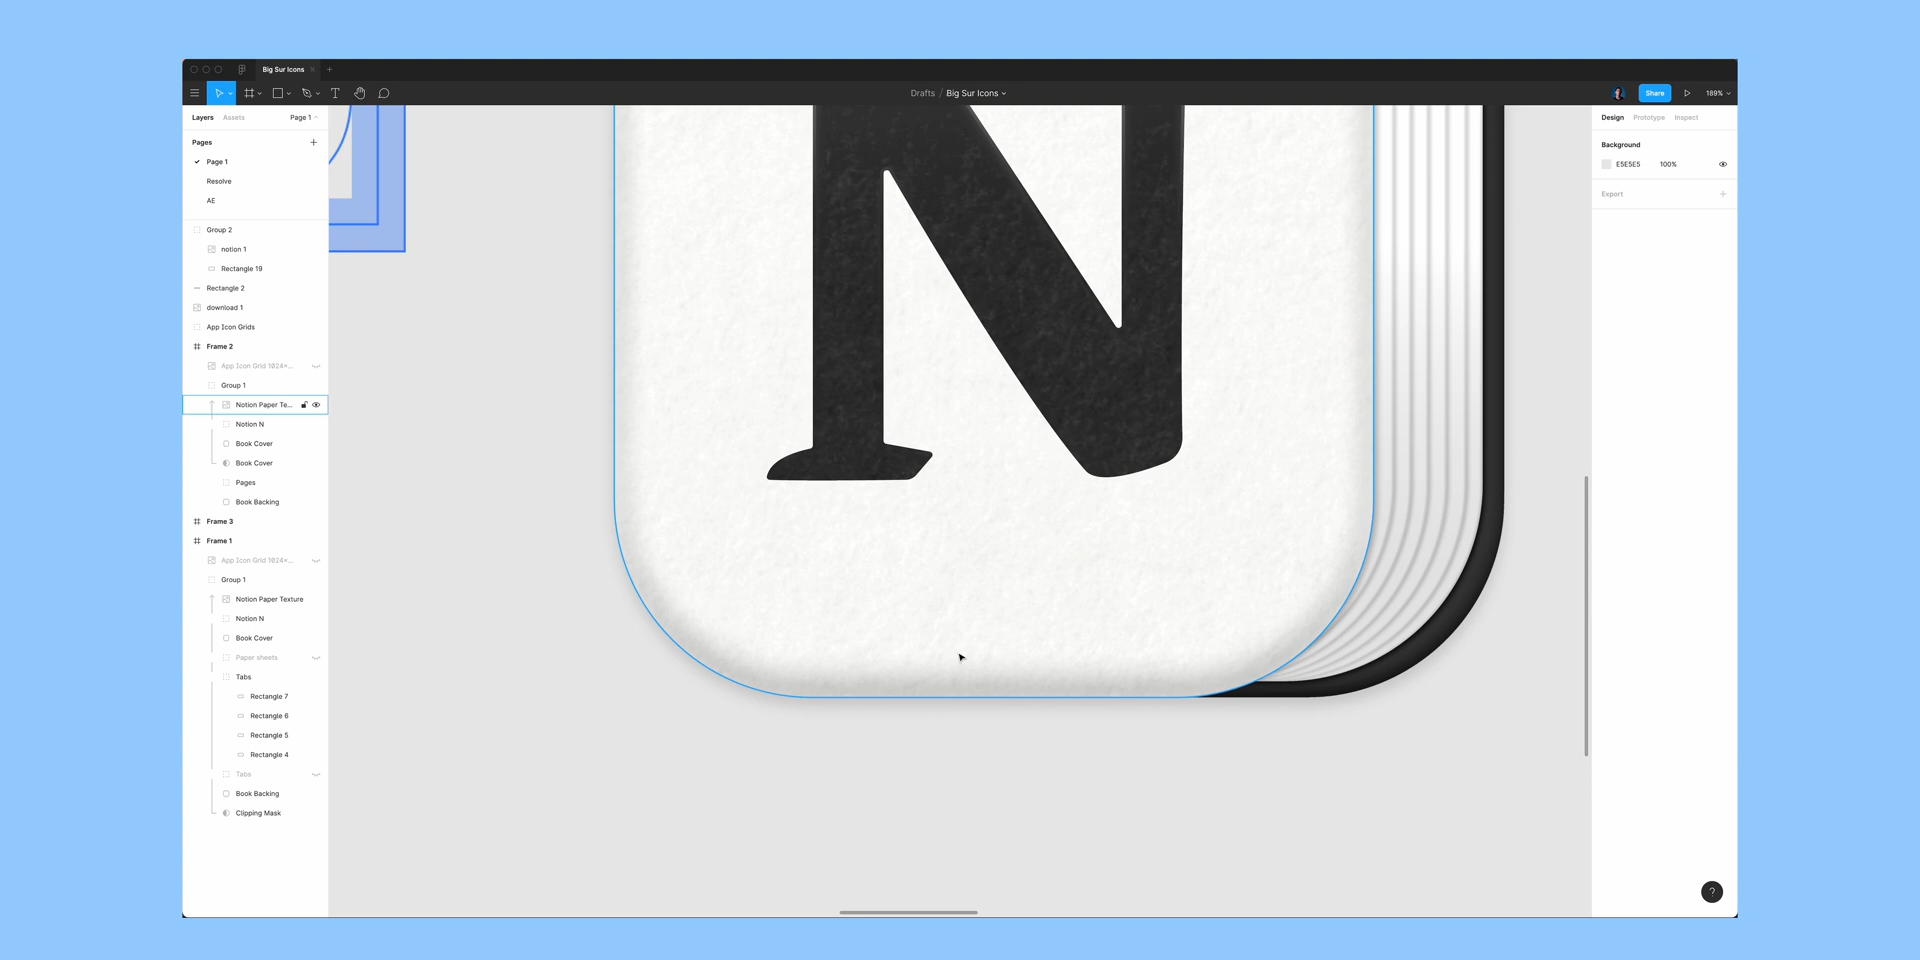 Big Sur Icons
Drafts / Big Sur Icons
Share
189%
Layers
Assets
Page 1
Pages
Page 1
Resolve
AE
Group 2
notion 1
Rectangle 19
Rectangle 2
download 1
App Icon Grids
Frame 2
App Icon Grid 1024×...
Group 1
Notion Paper Te...
Notion N
Book Cover
Book Cover
Pages
Book Backing
Frame 3
Frame 1
App Icon Grid 1024×...
Group 1
Notion Paper Texture
Notion N
Book Cover
Paper sheets
Tabs
Rectangle 7
Rectangle 6
Rectangle 5
Rectangle 4
Tabs
Book Backing
Clipping Mask
N
Design
Prototype
Inspect
Background
E5E5E5
100%
Export
?